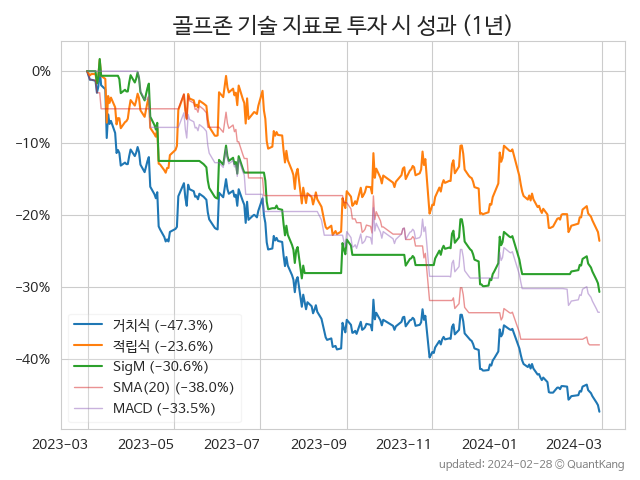 골프존 기술 지표로 투자 시 성과 (1년)
0%
−10%
−20%
−30%
−40%
거치식 (−47.3%)
적립식 (−23.6%)
SigM (−30.6%)
SMA(20) (−38.0%)
MACD (−33.5%)
2023-03 2023-05 2023-07 2023-09 2023-11 2024-01 2024-03
updated: 2024-02-28 © QuantKang